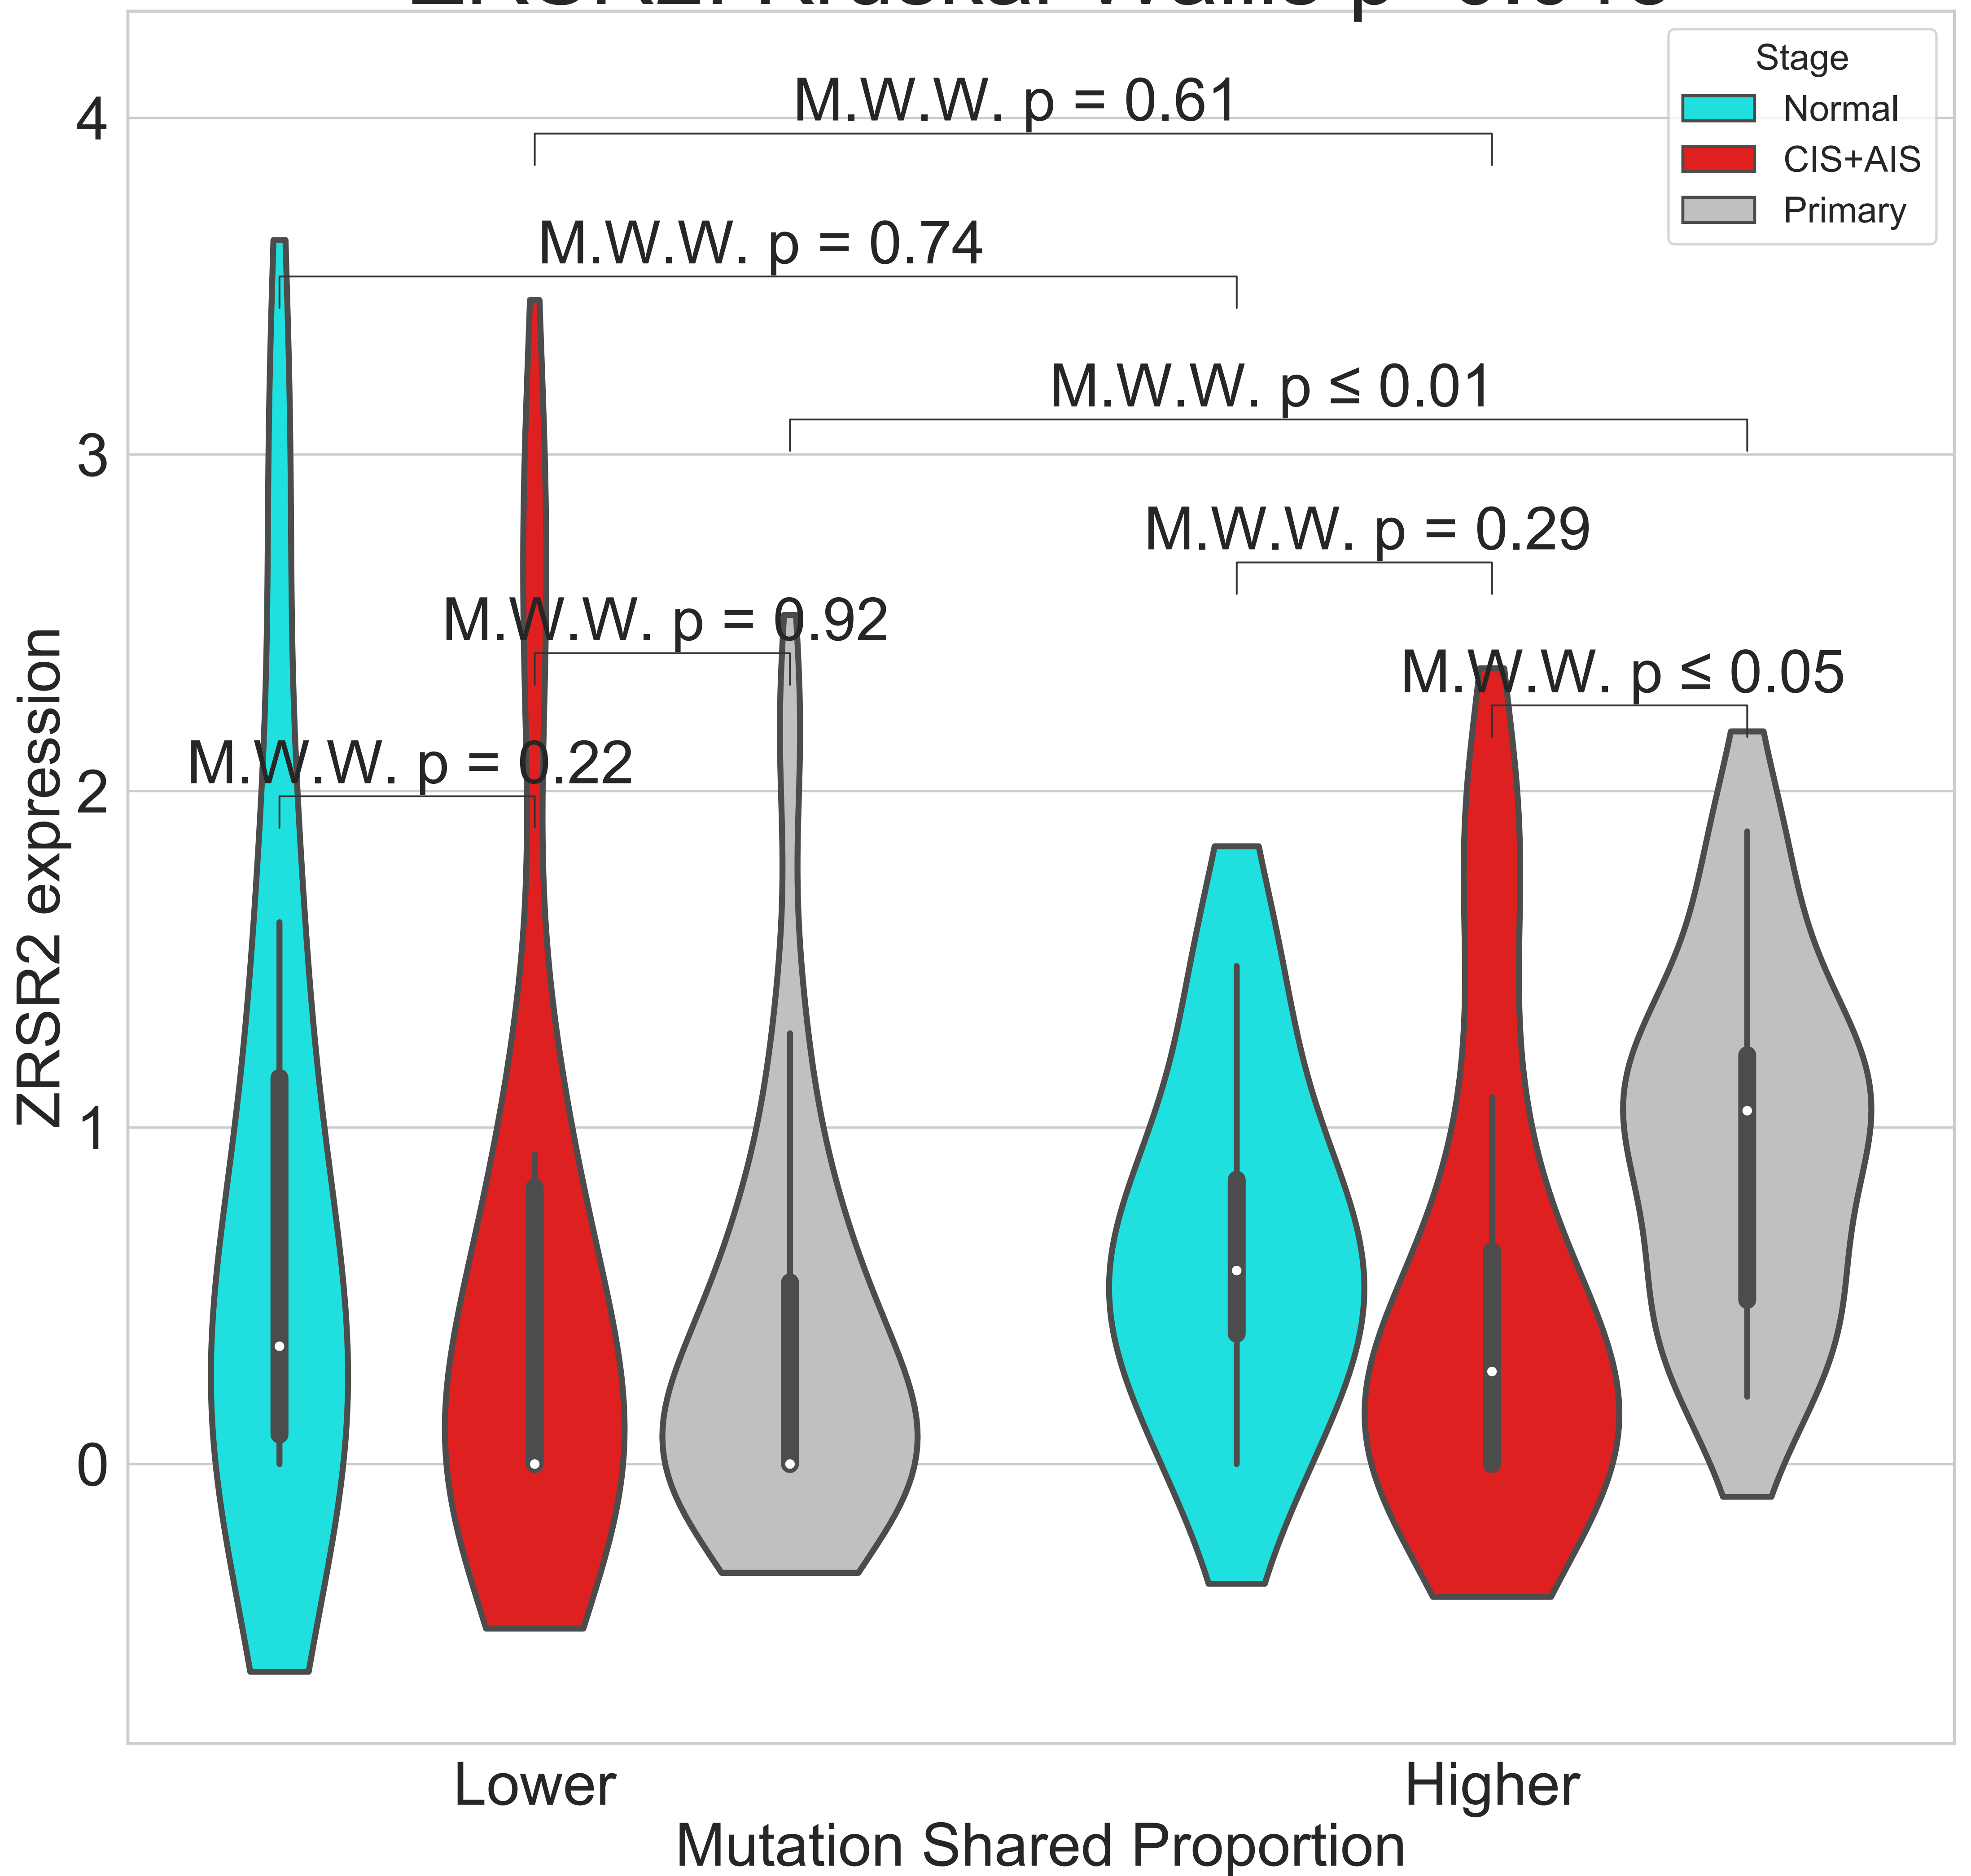 Stage
Normal
CIS+AIS
Primary
M.W.W. p = 0.61
M.W.W. p = 0.74
M.W.W. p ≤ 0.01
M.W.W. p = 0.29
M.W.W. p = 0.92
M.W.W. p ≤ 0.05
M.W.W. p = 0.22
4
3
2
1
0
ZRSR2 expression
Lower
Higher
Mutation Shared Proportion